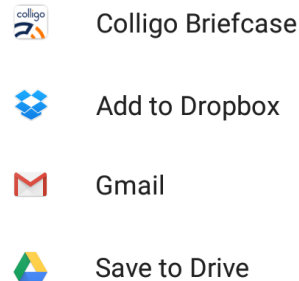 colligo
Colligo Briefcase
Add to Dropbox
Gmail
Save to Drive